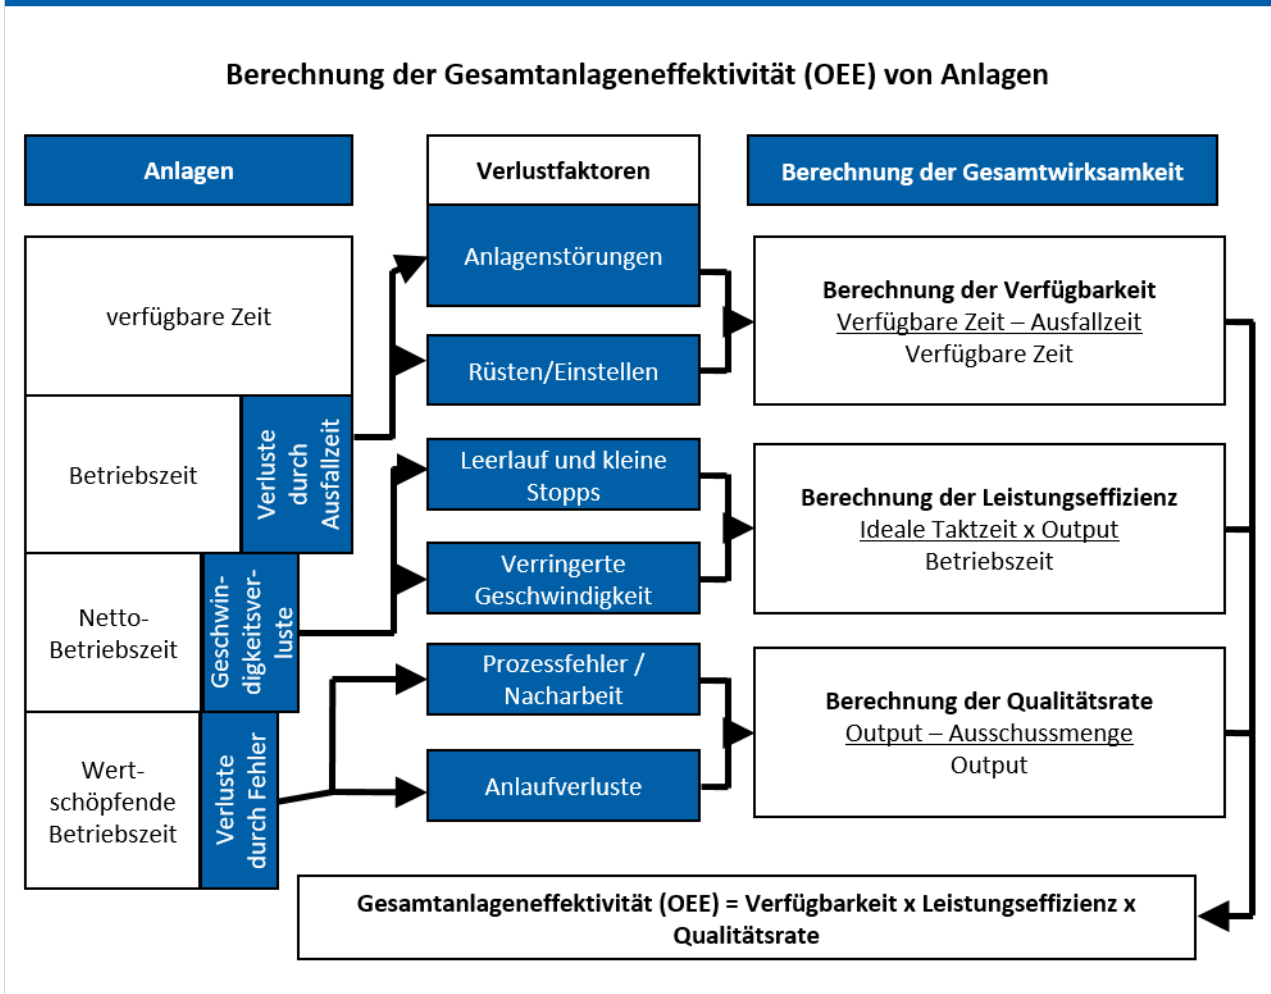 Berechnung der Gesamtanlageneffektivität (OEE) von Anlagen
Anlagen
Verlustfaktoren
Berechnung der Gesamtwirksamkeit
verfügbare Zeit
Betriebszeit
Verluste
durch
Ausfallzeit
Netto-
Betriebszeit
Geschwin-
digkeitsver-
luste
Wert-
schöpfende
Betriebszeit
Verluste
durch Fehler
Anlagenstörungen
Rüsten/Einstellen
Leerlauf und kleine
Stopps
Verringerte
Geschwindigkeit
Prozessfehler /
Nacharbeit
Anlaufverluste
Berechnung der Verfügbarkeit
Verfügbare Zeit – Ausfallzeit
Verfügbare Zeit
Berechnung der Leistungseffizienz
Ideale Taktzeit x Output
Betriebszeit
Berechnung der Qualitätsrate
Output – Ausschussmenge
Output
Gesamtanlageneffektivität (OEE) = Verfügbarkeit x Leistungseffizienz x
Qualitätsrate